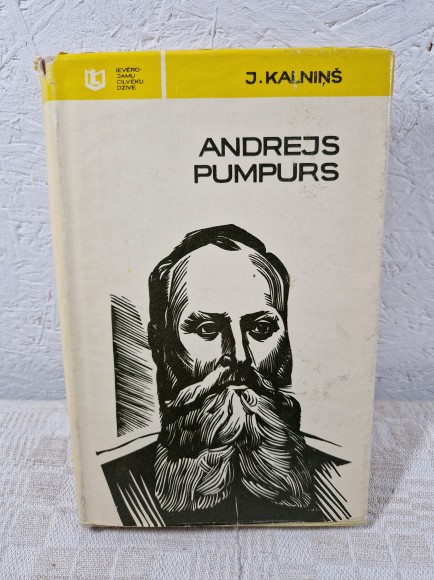 IEVĒRO-
JAMU
CILVĒKU
DZĪVE
J. KALNIŅŠ
ANDREJS
PUMPURS